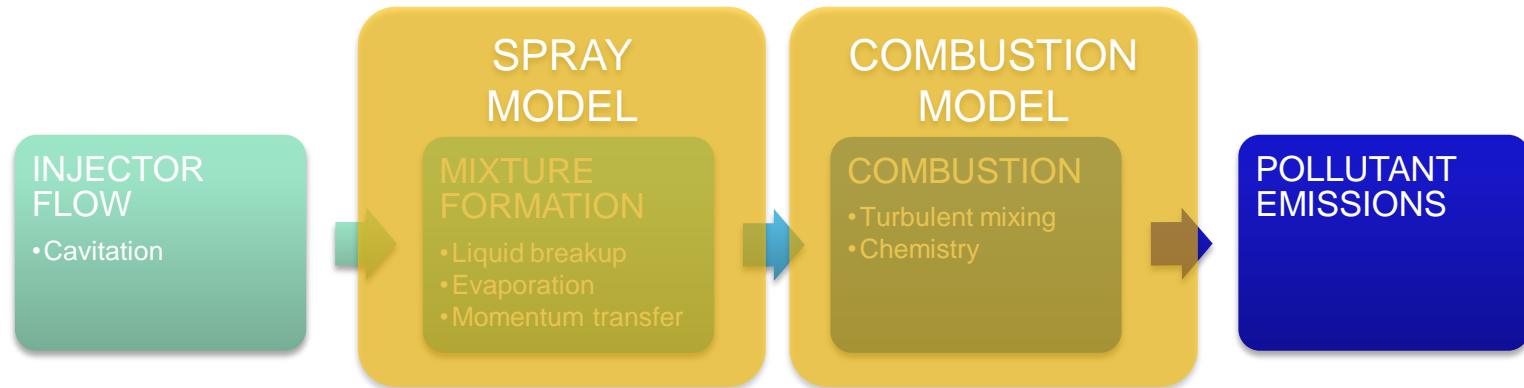 INJECTOR
FLOW
•Cavitation
SPRAY
MODEL
MIXTURE
FORMATION
•Liquid breakup
•Evaporation
•Momentum transfer
COMBUSTION
MODEL
COMBUSTION
•Turbulent mixing
•Chemistry
POLLUTANT
EMISSIONS